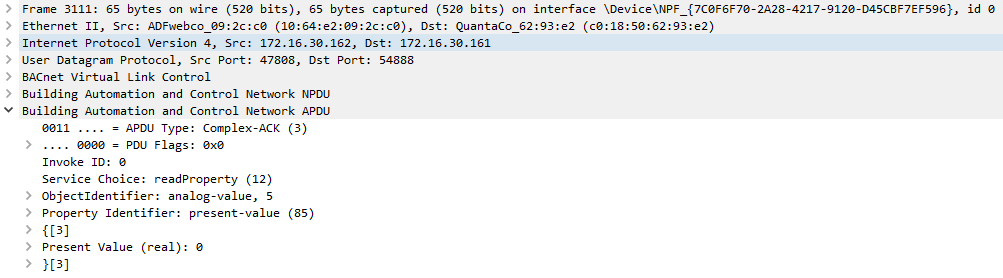 Frame 3111: 65 bytes on wire (520 bits), 65 bytes captured (520 bits) on interface \Device\NPF_{7C0F6F70-2A28-4217-9120-D45CBF7EF596}, id 0
Ethernet II, Src: ADFwebco_09:2c:c0 (10:64:e2:09:2c:c0), Dst: QuantaCo_62:93:e2 (c0:18:50:62:93:e2)
Internet Protocol Version 4, Src: 172.16.30.162, Dst: 172.16.30.161
User Datagram Protocol, Src Port: 47808, Dst Port: 54888
BACnet Virtual Link Control
Building Automation and Control Network NPDU
Building Automation and Control Network APDU
0011 .... = APDU Type: Complex-ACK (3)
.... 0000 = PDU Flags: 0x0
Invoke ID: 0
Service Choice: readProperty (12)
ObjectIdentifier: analog-value, 5
Property Identifier: present-value (85)
{[3]
Present Value (real): 0
}[3]